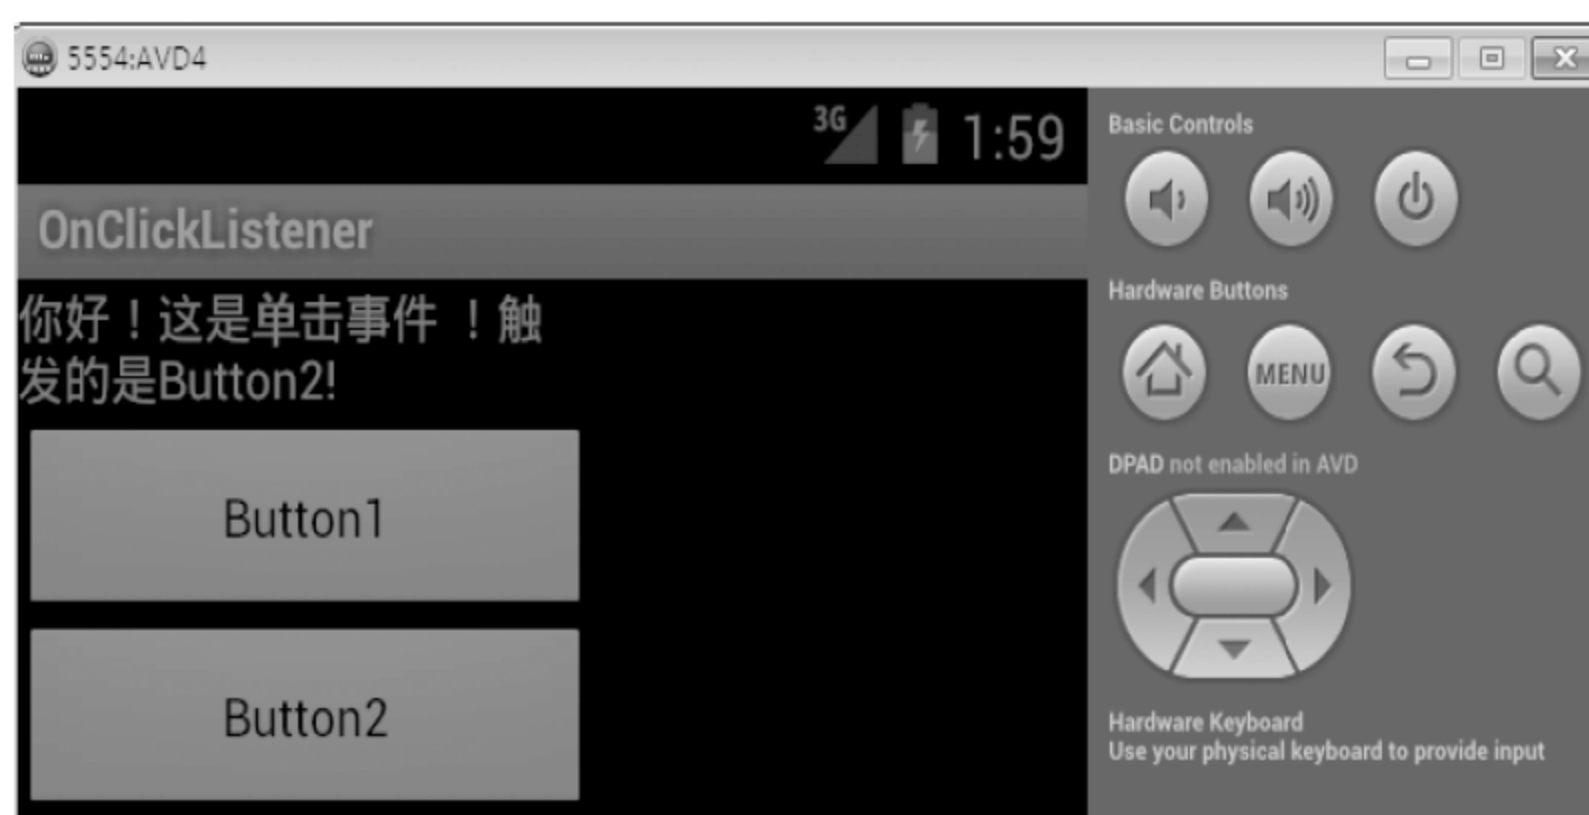 5554:AVD4
3G 1:59
OnClickListener
你好！这是单击事件 ！触
发的是Button2!
Button1
Button2
Basic Controls
Hardware Buttons
MENU
DPAD not enabled in AVD
Hardware Keyboard
Use your physical keyboard to provide input